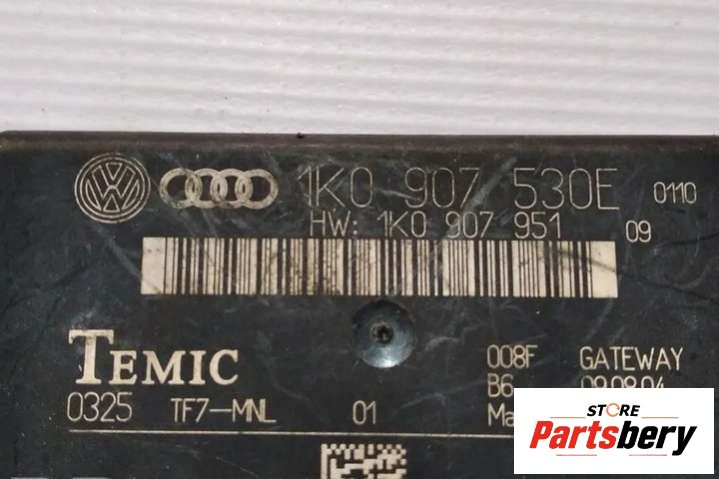 1K0 907 530E 0110
HW: 1K0 907 951 09
TEMIC 008F GATEWAY
B6
0325 TF7-MNL 01
STORE
Partsbery